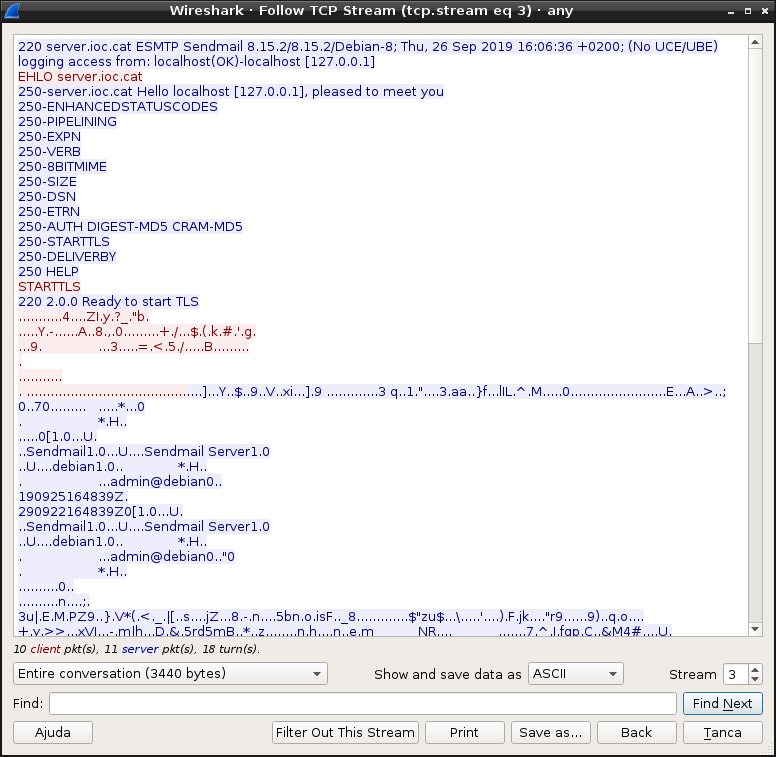 Wireshark · Follow TCP Stream (tcp.stream eq 3) · any
220 server.ioc.cat ESMTP Sendmail 8.15.2/8.15.2/Debian-8; Thu, 26 Sep 2019 16:06:36 +0200; (No UCE/UBE)
logging access from: localhost(OK)-localhost [127.0.0.1]
EHLO server.ioc.cat
250-server.ioc.cat Hello localhost [127.0.0.1], pleased to meet you
250-ENHANCEDSTATUSCODES
250-PIPELINING
250-EXPN
250-VERB
250-8BITMIME
250-SIZE
250-DSN
250-ETRN
250-AUTH DIGEST-MD5 CRAM-MD5
250-STARTTLS
250-DELIVERBY
250 HELP
STARTTLS
220 2.0.0 Ready to start TLS
...........4....ZI.y.?_."b.
.....Y.-......A..8.,.0.........+./...$.(.k.#.'.g.
...9. ...3.....=.<.5./.....B.........
.
..........
. .........................................]...Y..$..9..V..xi...].9 ............3 q..1."....3.aa..}f...lIL.^.M.....0.......................E...A..>..;
0..70......... .....*...0
. *.H..
.....0[1.0...U.
..Sendmail1.0...U....Sendmail Server1.0
..U....debian1.0.. *.H..
. ...admin@debian0..
190925164839Z.
290922164839Z0[1.0...U.
..Sendmail1.0...U....Sendmail Server1.0
..U....debian1.0.. *.H..
. ...admin@debian0.."0
. *.H..
.........0..
..........n....;.
3u|.E.M.PZ9..}.V*(.<._.|[..s....jZ...8.-.n....5bn.o.isF.._8............$"zu$...\.....'....).F.jk...."r9......9)..q.o....
10 client pkt(s), 11 server pkt(s), 18 turn(s).
Entire conversation (3440 bytes) Show and save data as ASCII Stream 3
Find: Find Next
Ajuda Filter Out This Stream Print Save as... Back Tanca